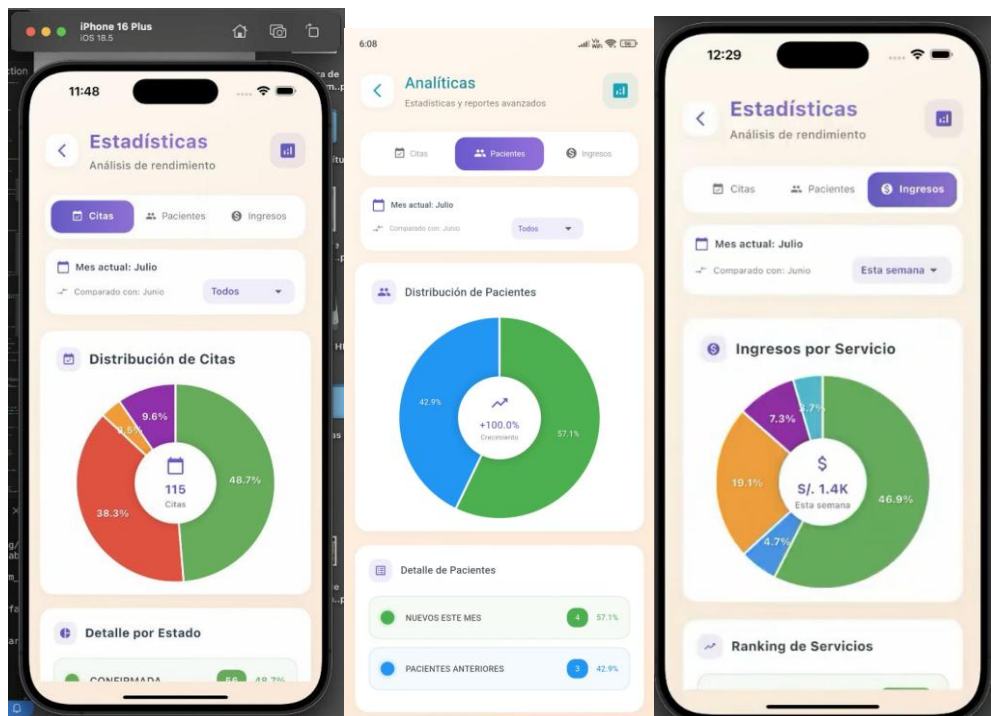 iPhone 16 Plus
iOS 18.5
11:48
Estadísticas
Análisis de rendimiento
Citas
Pacientes
Ingresos
Mes actual: Julio
Comparado con: Junio
Todos
Distribución de Citas
9.6%
48.7%
38.3%
115
Citas
Detalle por Estado
CONFIRMADA
56
48.7%
6:08
Analíticas
Estadísticas y reportes avanzados
Citas
Pacientes
Ingresos
Mes actual: Julio
Comparado con: Junio
Todos
Distribución de Pacientes
42.9%
57.1%
+100.0%
Crecimiento
Detalle de Pacientes
NUEVOS ESTE MES
4
57.1%
PACIENTES ANTERIORES
3
42.9%
12:29
Estadísticas
Análisis de rendimiento
Citas
Pacientes
Ingresos
Mes actual: Julio
Comparado con: Junio
Esta semana
Ingresos por Servicio
7.3%
19.1%
4.7%
46.9%
$
S/. 1.4K
Esta semana
Ranking de Servicios